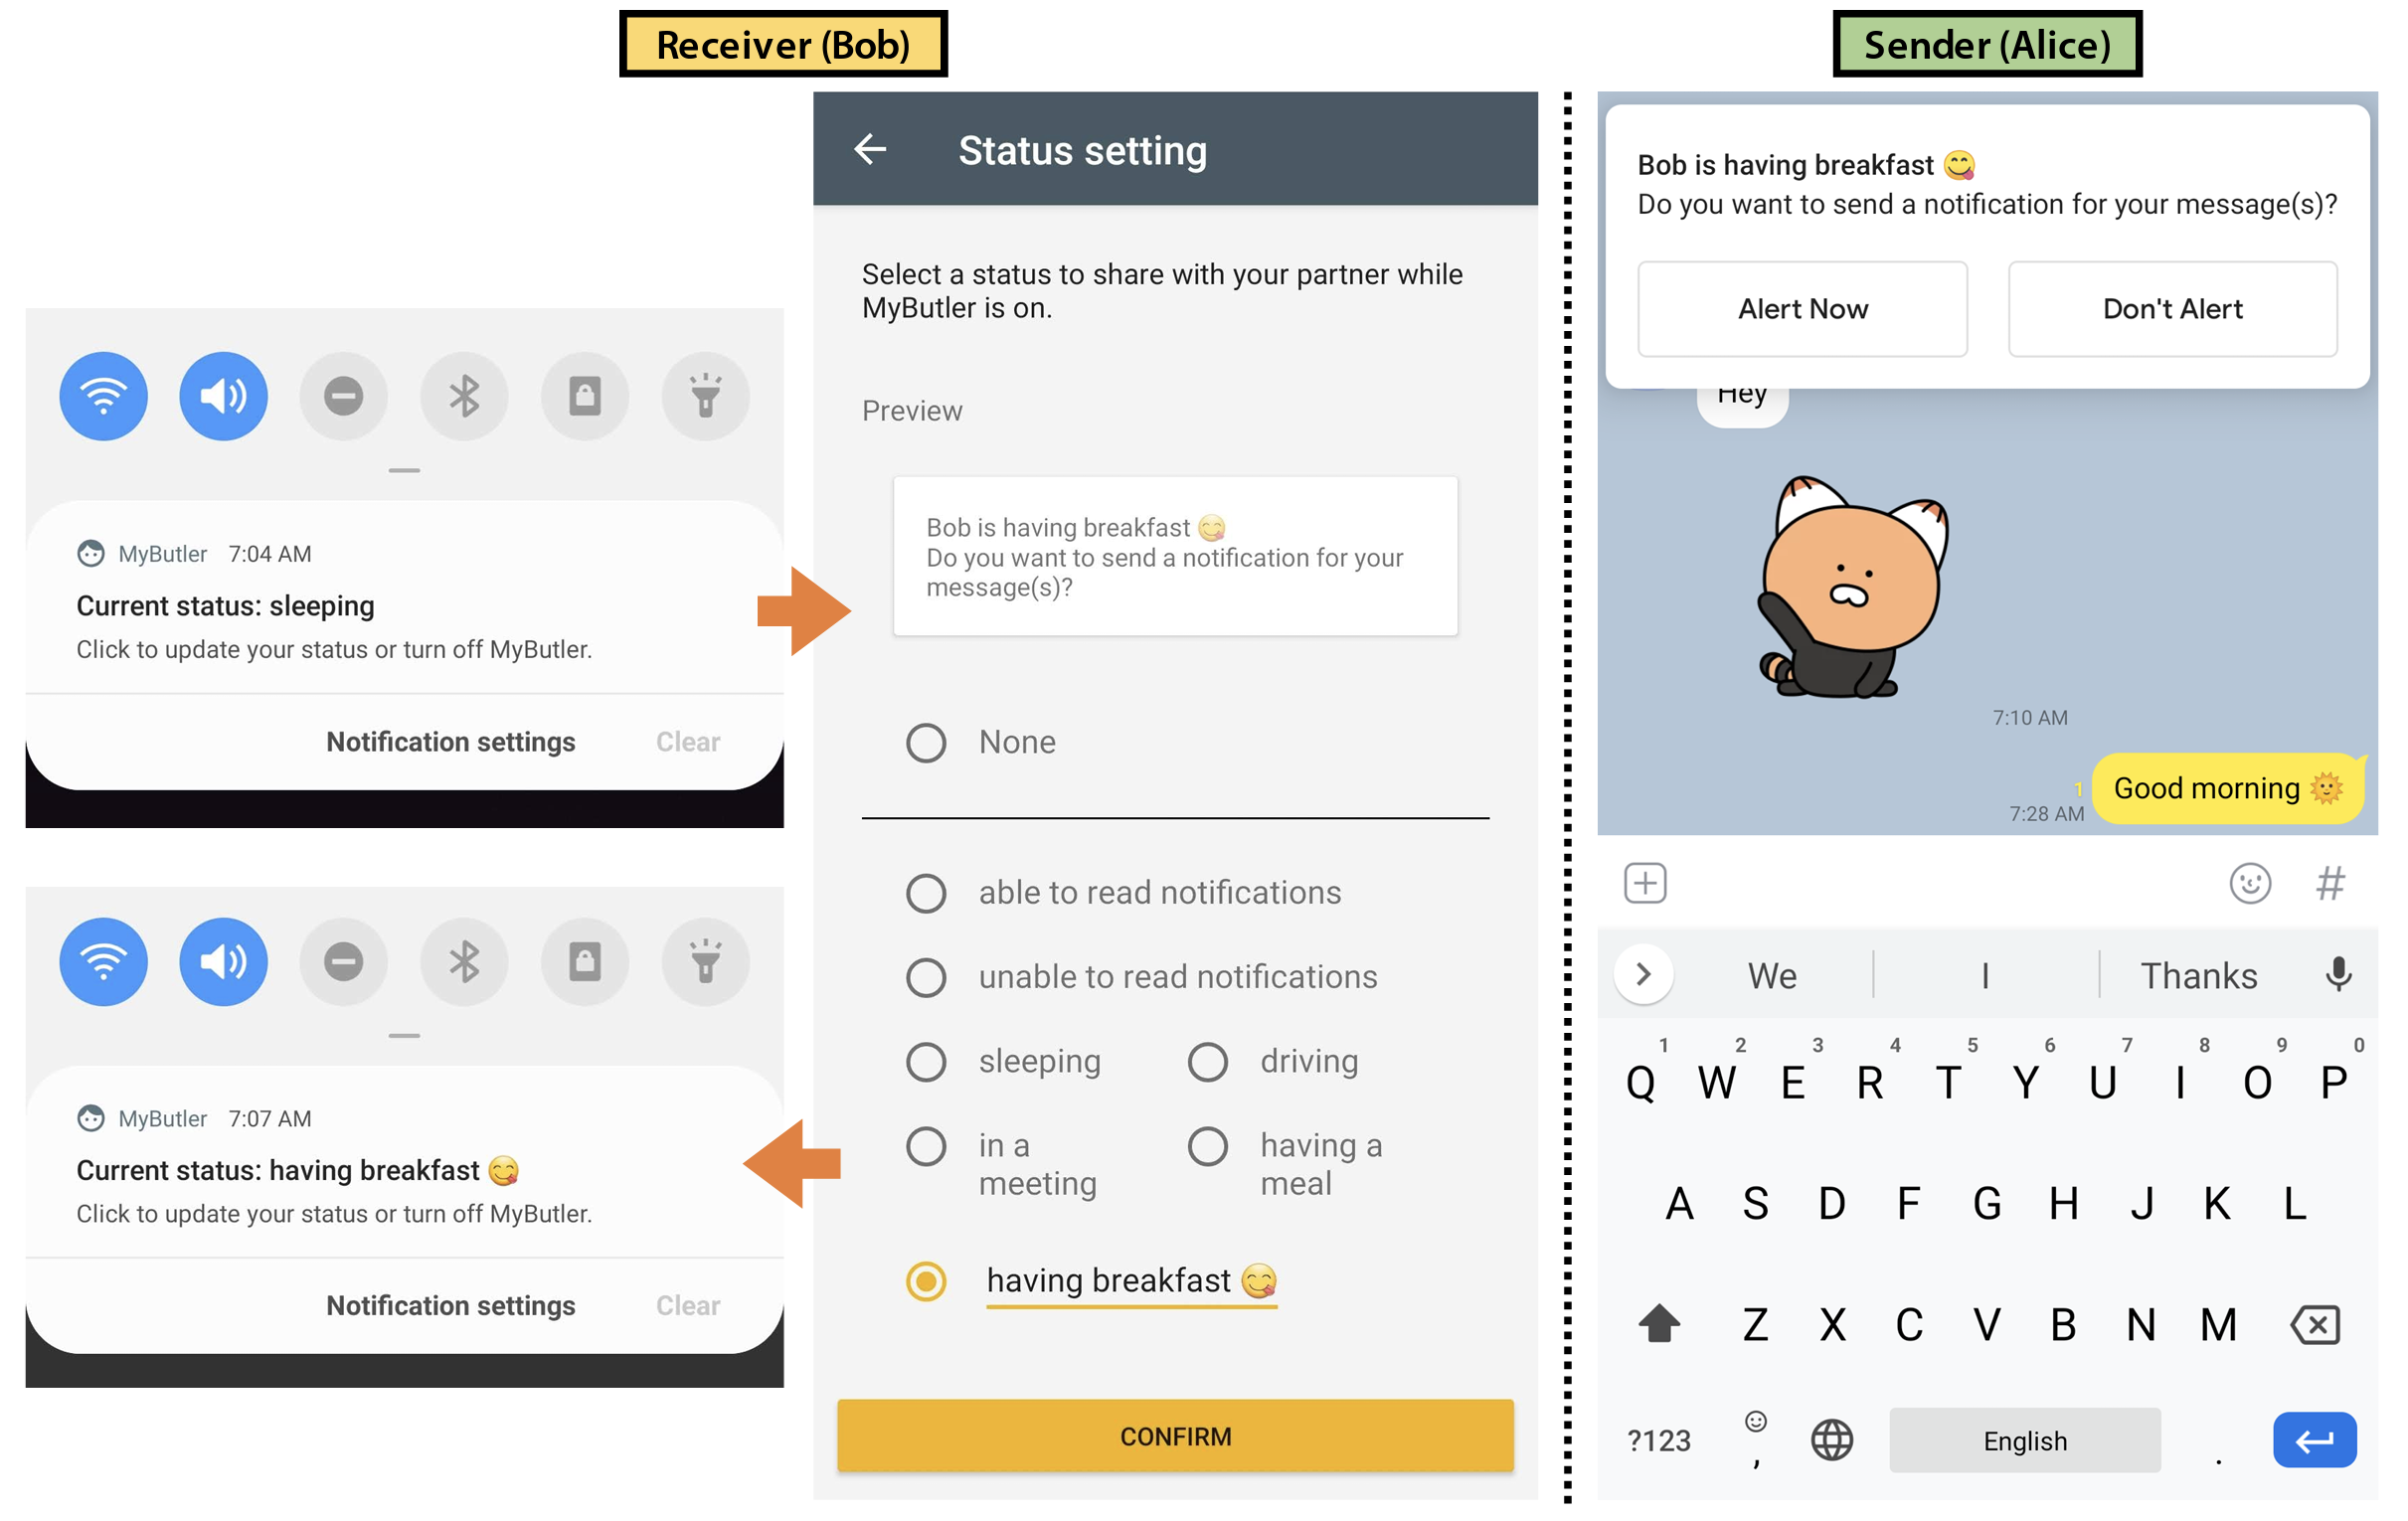 Receiver (Bob)
Sender (Alice)
MyButler 7:04 AM
Current status: sleeping
Click to update your status or turn off MyButler.
Notification settings Clear
MyButler 7:07 AM
Current status: having breakfast 😋
Click to update your status or turn off MyButler.
Notification settings Clear
Status setting
Select a status to share with your partner while
MyButler is on.
Preview
Bob is having breakfast 😋
Do you want to send a notification for your
message(s)?
None
able to read notifications
unable to read notifications
sleeping
driving
in a
meeting
having a
meal
having breakfast 😋
CONFIRM
Bob is having breakfast 😋
Do you want to send a notification for your message(s)?
Alert Now
Don't Alert
Hey
7:10 AM
1
7:28 AM
Good morning 🌞
#
We I Thanks
1 2 3 4 5 6 7 8 9 0
Q W E R T Y U I O P
A S D F G H J K L
Z X C V B N M
?123 , English .